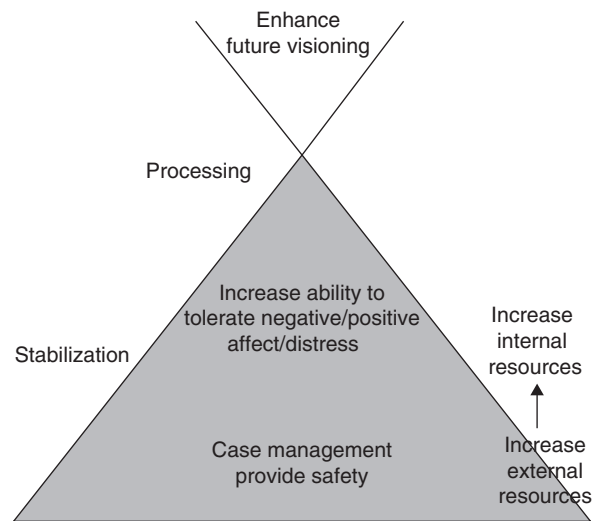 Enhance
future visioning
Processing
Increase ability to
tolerate negative/positive
affect/distress
Stabilization
Increase
internal
resources
Case management
provide safety
Increase
external
resources